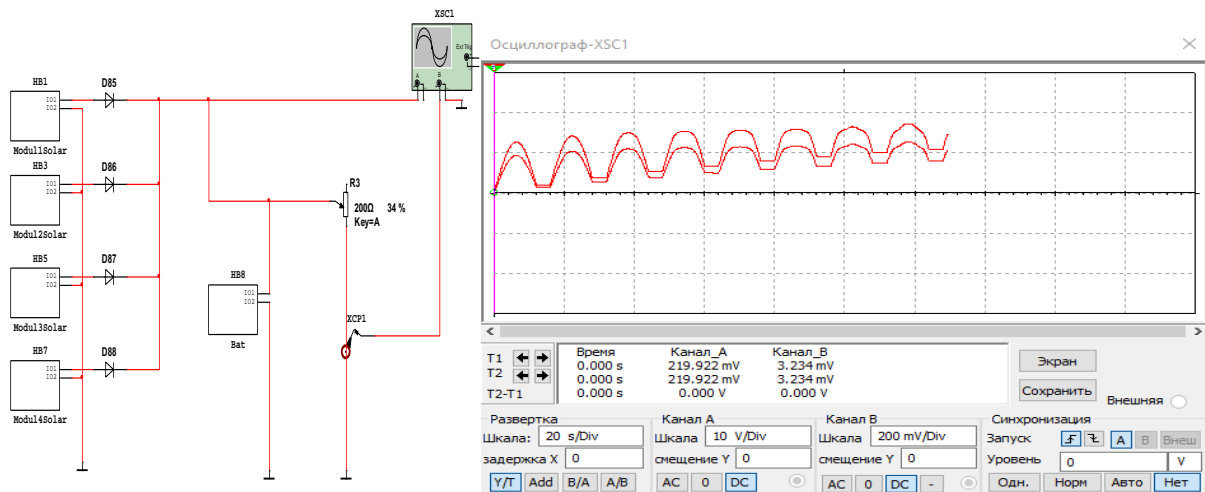 XSC1
Ext Trig
A
B
HB1
IO1
IO2
Modul1Solar
D85
HB3
IO1
IO2
Modul2Solar
D86
HB5
IO1
IO2
Modul3Solar
D87
HB7
IO1
IO2
Modul4Solar
D88
R3
200Ω 34 %
Key=A
HB8
IO1
IO2
Bat
XCP1
Осциллограф-XSC1
Время Канал_A Канал_B
T1 0.000 s 219.922 mV 3.234 mV
T2 0.000 s 219.922 mV 3.234 mV
T2-T1 0.000 s 0.000 V 0.000 V
Экран
Сохранить
Внешняя
Развертка
Шкала: 20 s/Div
задержка X 0
Y/T Add B/A A/B
Канал A
Шкала 10 V/Div
смещение Y 0
AC 0 DC
Канал B
Шкала 200 mV/Div
смещение Y 0
AC 0 DC -
Синхронизация
Запуск A B Внеш
Уровень 0 V
Одн. Норм Авто Нет